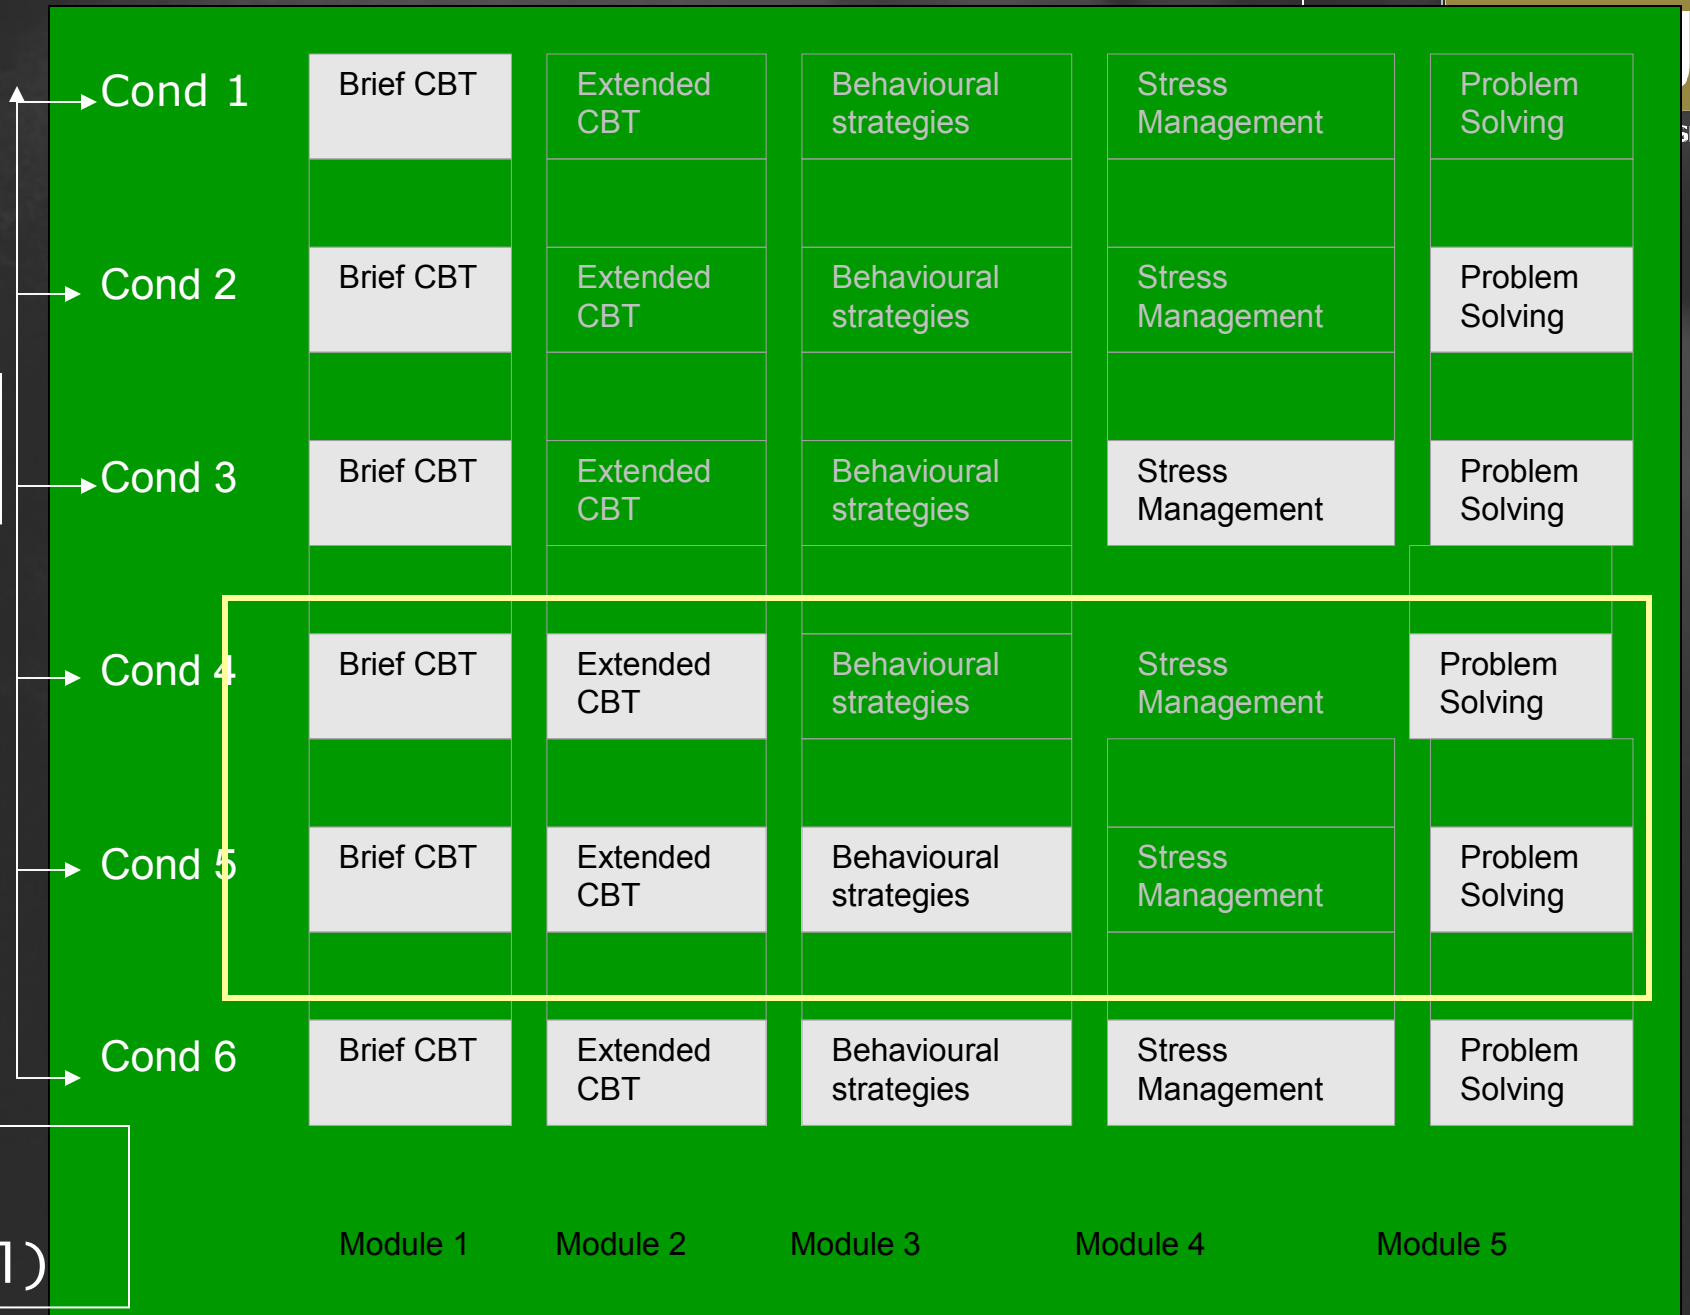 Cond 1
Brief CBT
Extended
CBT
Behavioural
strategies
Stress
Management
Problem
Solving
Cond 2
Brief CBT
Extended
CBT
Behavioural
strategies
Stress
Management
Problem
Solving
Cond 3
Brief CBT
Extended
CBT
Behavioural
strategies
Stress
Management
Problem
Solving
Cond 4
Brief CBT
Extended
CBT
Behavioural
strategies
Stress
Management
Problem
Solving
Cond 5
Brief CBT
Extended
CBT
Behavioural
strategies
Stress
Management
Problem
Solving
Cond 6
Brief CBT
Extended
CBT
Behavioural
strategies
Stress
Management
Problem
Solving
Module 1
Module 2
Module 3
Module 4
Module 5